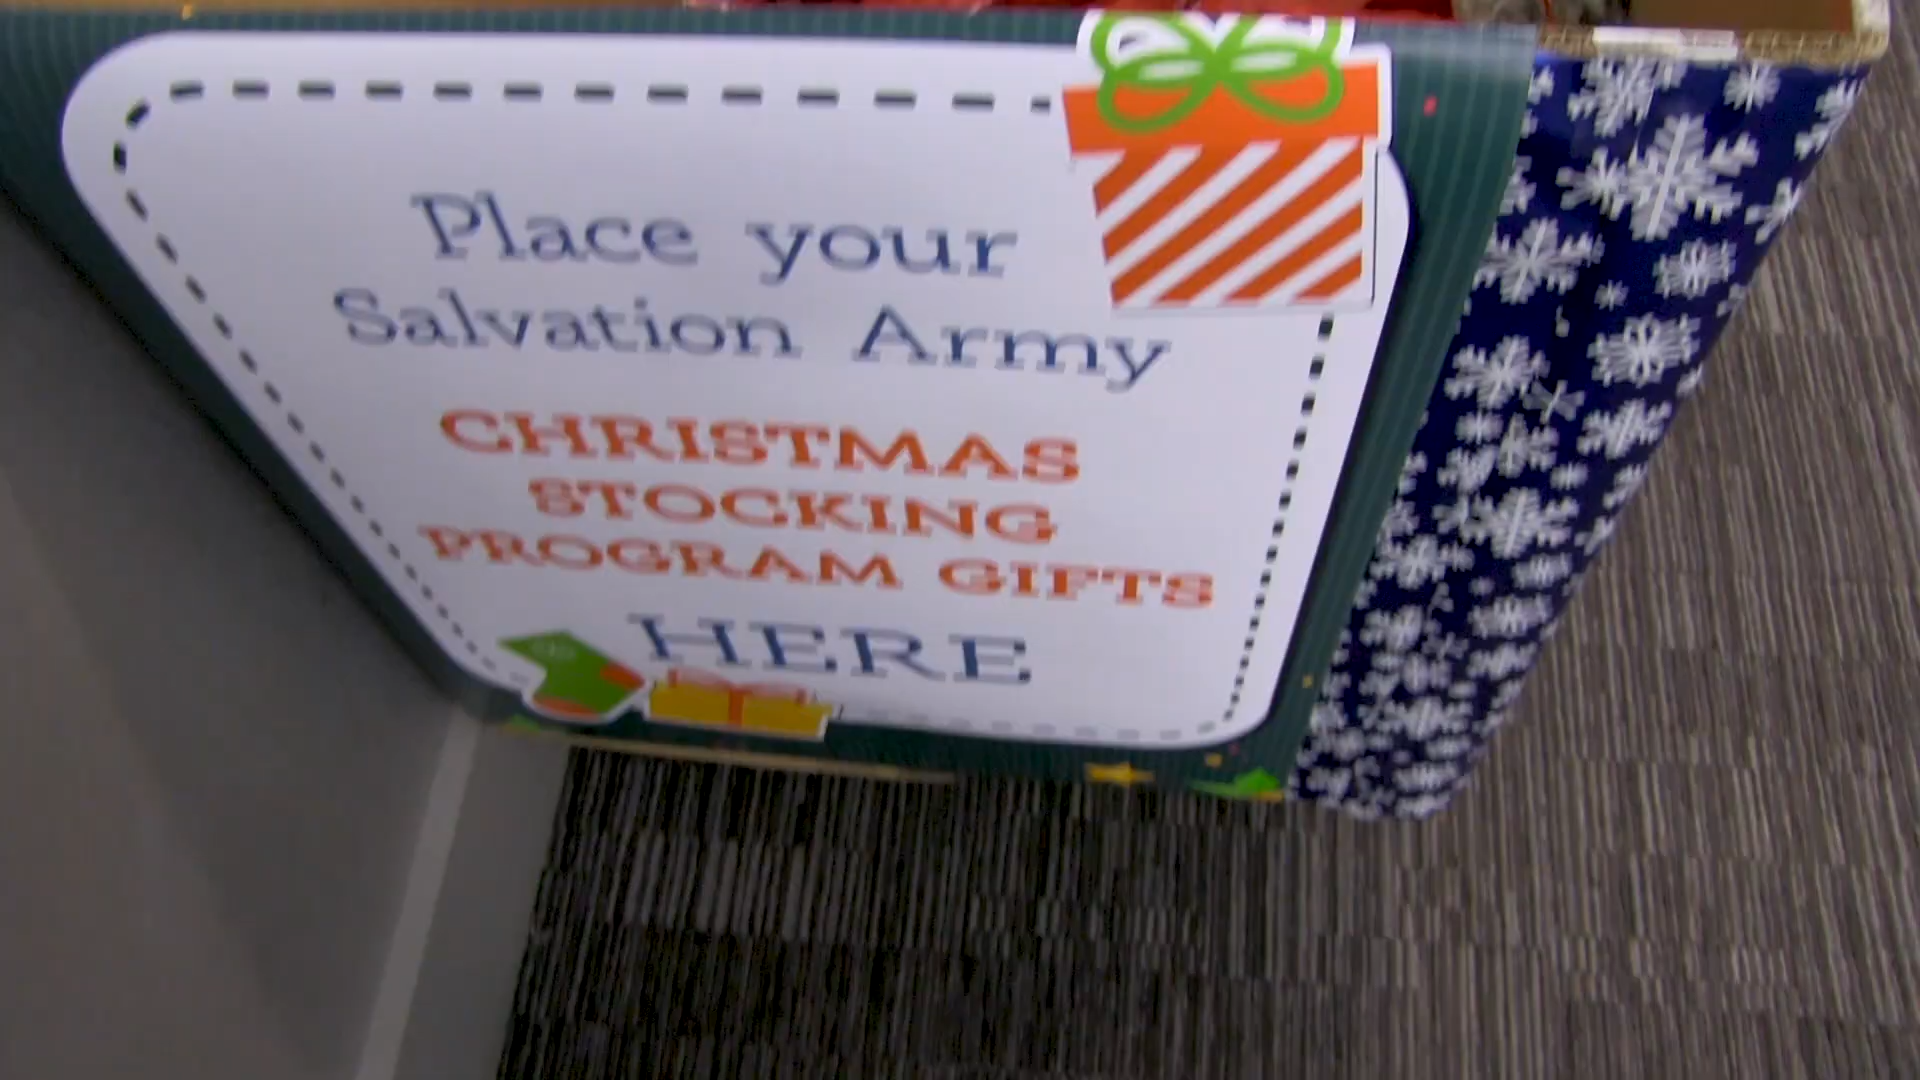 Place your
Salvation Army
CHRISTMAS
STOCKING
PROGRAM GIFTS
HERE